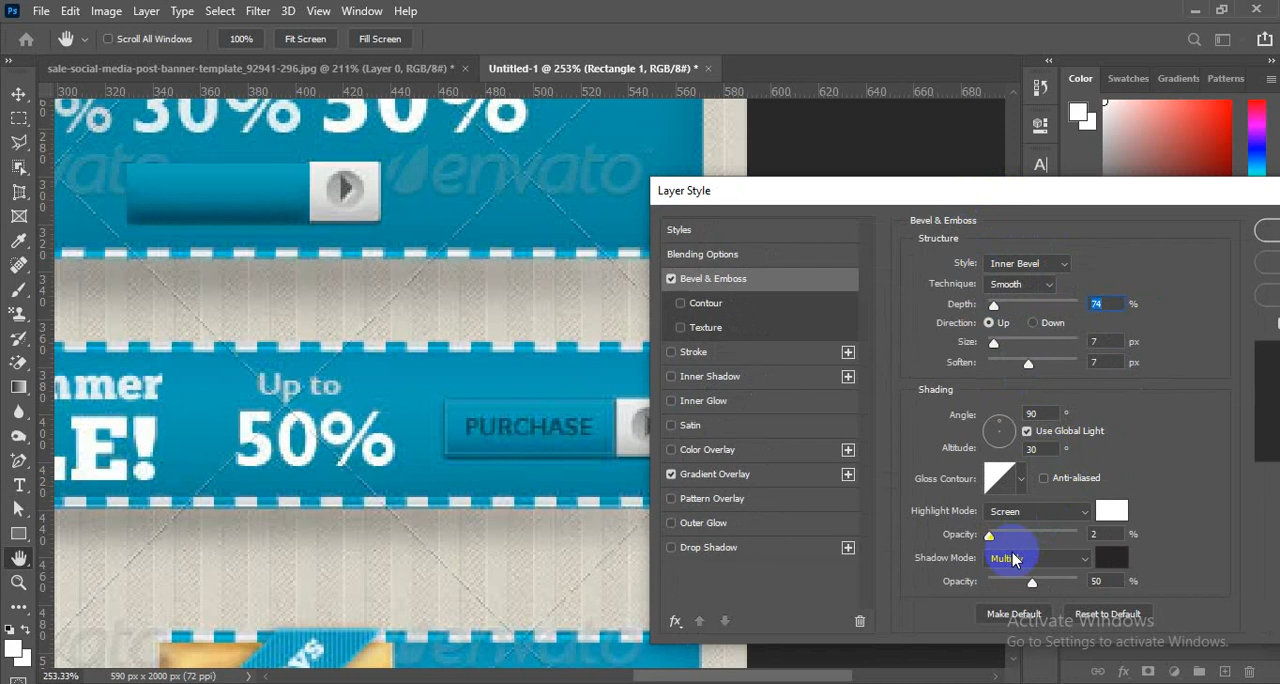 Ps File Edit Image Layer Type Select Filter 3D View Window Help
Scroll All Windows 100% Fit Screen Fill Screen
sale-social-media-post-banner-template_92941-296.jpg @ 211% (Layer 0, RGB/8#) * × Untitled-1 @ 253% (Rectangle 1, RGB/8#) * ×
300 320 340 360 380 400 420 440 460 480 500 520 540 560 580 600 620 640 660 680
Color Swatches Gradients Patterns
% 30% 50%
envato
Layer Style
Styles
Blending Options
Bevel & Emboss
Contour
Texture
Stroke
Inner Shadow
Inner Glow
Satin
Color Overlay
Gradient Overlay
Pattern Overlay
Outer Glow
Drop Shadow
fx
Bevel & Emboss
Structure
Style: Inner Bevel
Technique: Smooth
Depth: 74 %
Direction: Up Down
Size: 7 px
Soften: 7 px
Shading
Angle: 90 °
Use Global Light
Altitude: 30 °
Gloss Contour: Anti-aliased
Highlight Mode: Screen
Opacity: 2 %
Shadow Mode:
Opacity: 50 %
Make Default Reset to Default
Activate Windows
Go to Settings to activate Windows.
Up to
50%
LE!
PURCHASE
envato
253.33% 590 px x 2000 px (72 ppi)